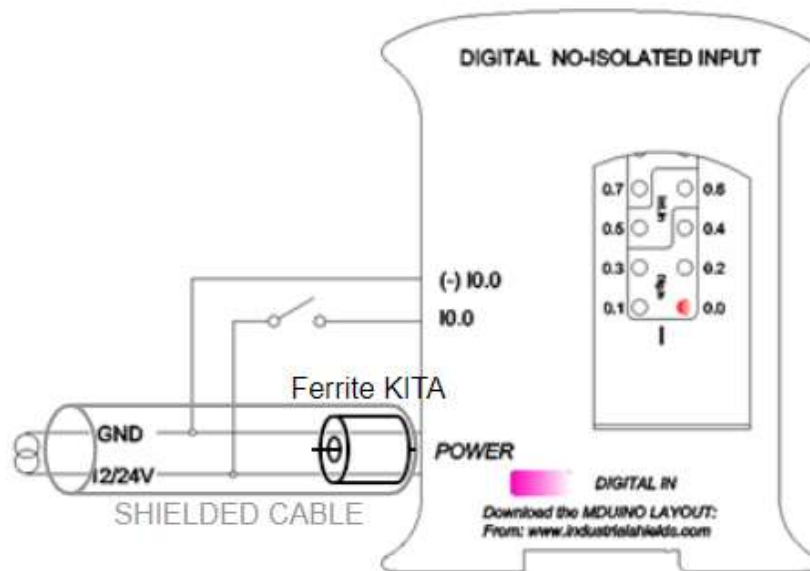 DIGITAL NO-ISOLATED INPUT
0.7 0.6
0.5 0.4
0.3 0.2
0.1 0.0
(-) I0.0
I0.0
Ferrite KITA
GND
12/24V
POWER
SHIELDED CABLE
DIGITAL IN
Download the MDUINO LAYOUT:
From: www.industrialshields.com